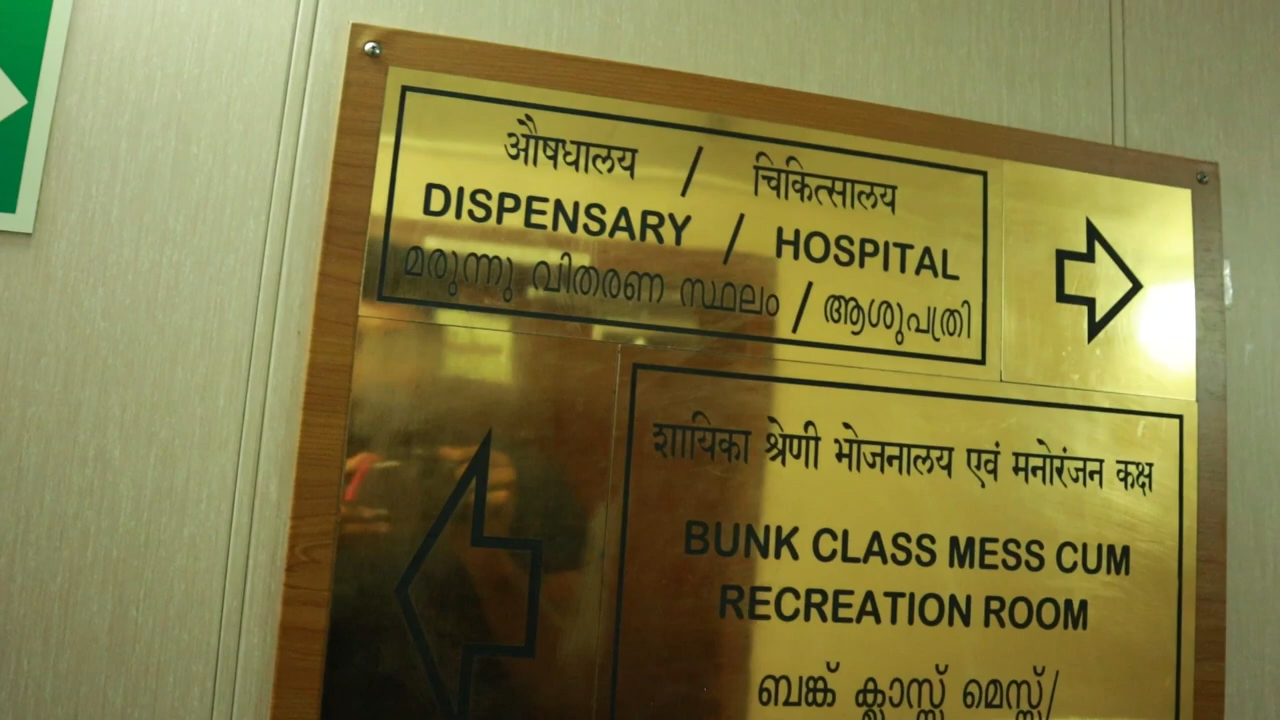 औषधालय / चिकित्सालय
DISPENSARY / HOSPITAL
മരുന്നു വിതരണ സ്ഥലം / ആശുപത്രി
शायिका श्रेणी भोजनालय एवं मनोरंजन कक्ष
BUNK CLASS MESS CUM
RECREATION ROOM
ബങ്ക് ക്ലാസ്സ് മെസ്സ്/